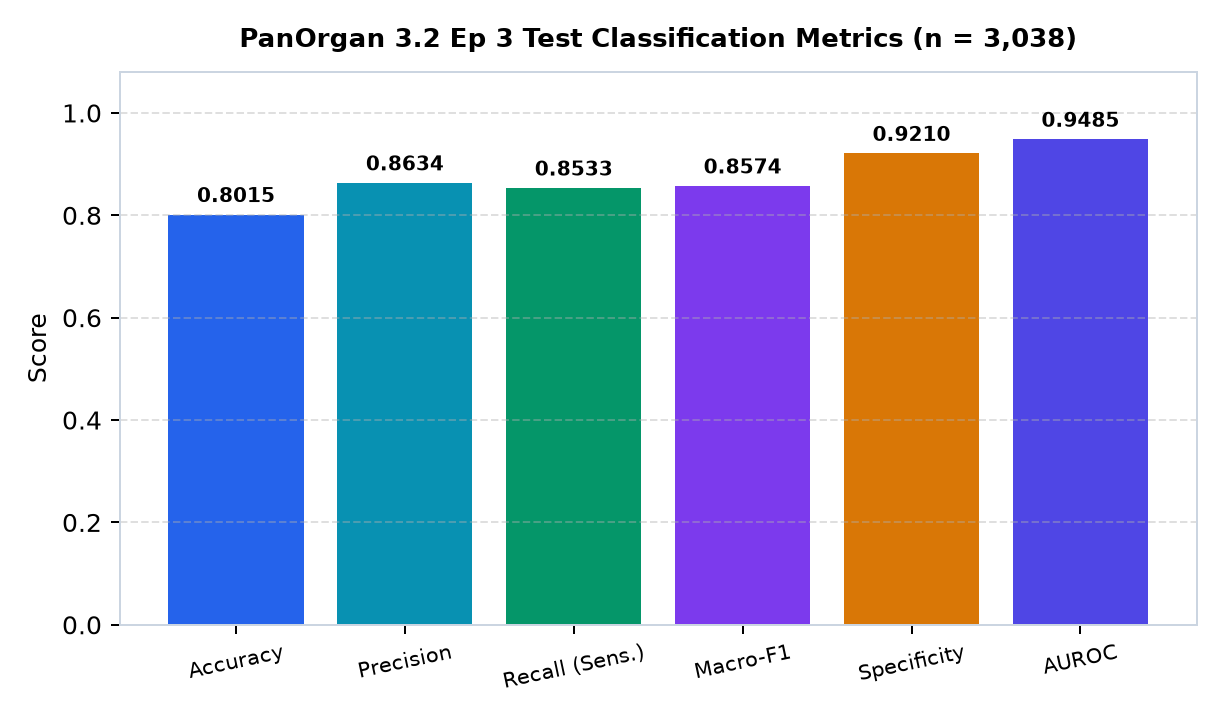 PanOrgan 3.2 Ep 3 Test Classification Metrics (n = 3,038)
Score
1.0
0.8
0.6
0.4
0.2
0.0
0.8015
0.8634
0.8533
0.8574
0.9210
0.9485
Accuracy
Precision
Recall (Sens.)
Macro-F1
Specificity
AUROC